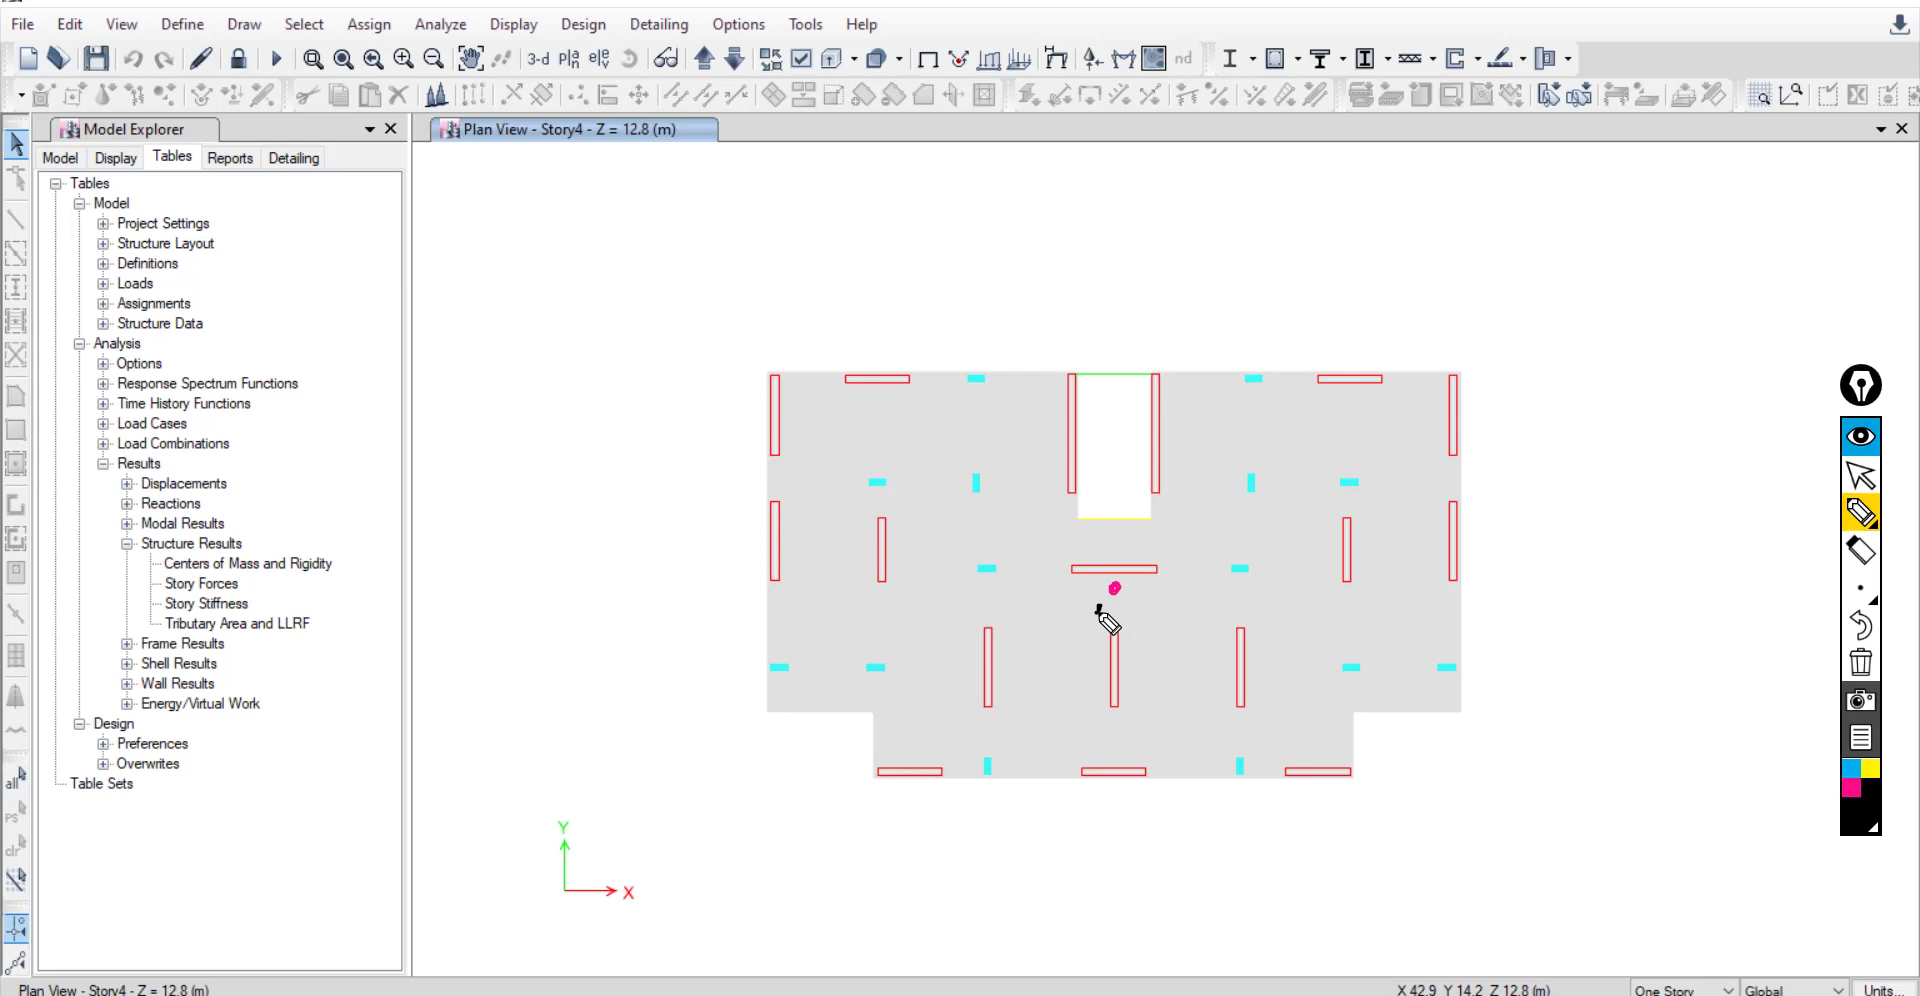 File Edit View Define Draw Select Assign Analyze Display Design Detailing Options Tools Help
3-d pla n ele v nd
Model Explorer
Plan View - Story4 - Z = 12.8 (m)
Model Display Tables Reports Detailing
Tables
Model
Project Settings
Structure Layout
Definitions
Loads
Assignments
Structure Data
Analysis
Options
Response Spectrum Functions
Time History Functions
Load Cases
Load Combinations
Results
Displacements
Reactions
Modal Results
Structure Results
Centers of Mass and Rigidity
Story Forces
Story Stiffness
Tributary Area and LLRF
Frame Results
Shell Results
Wall Results
Energy/Virtual Work
Design
Preferences
Overwrites
Table Sets
all
ps
clr
Y
X
Plan View - Story4 - Z = 12.8 (m)
X 42.9 Y 14.2 Z 12.8 (m)
One Story
Global
Units...